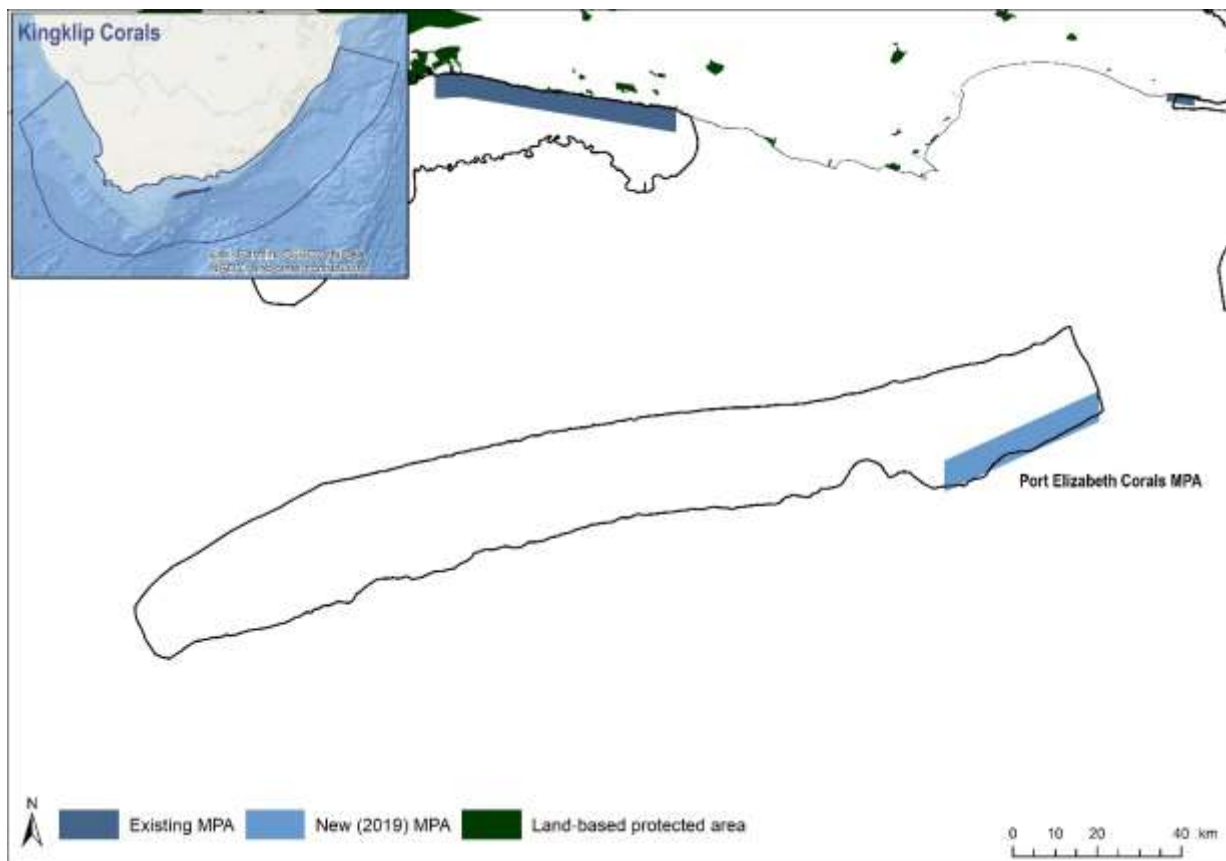 Kingklip Corals
Port Elizabeth Corals MPA
N
Existing MPA
New (2019) MPA
Land-based protected area
0 10 20 40 km